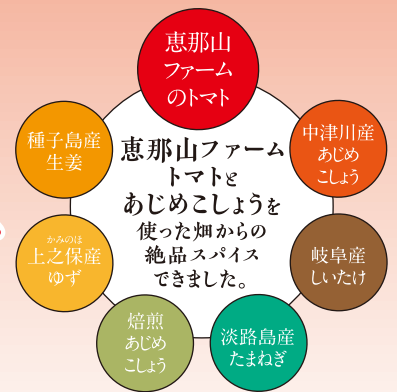 恵那山
ファーム
のトマト
中津川産
あじめ
こしょう
岐阜産
しいたけ
淡路島産
たまねぎ
焙煎
あじめ
こしょう
かみのほ
上之保産
ゆず
種子島産
生姜
恵那山ファーム
トマトと
あじめこしょうを
使った畑からの
絶品スパイス
できました。